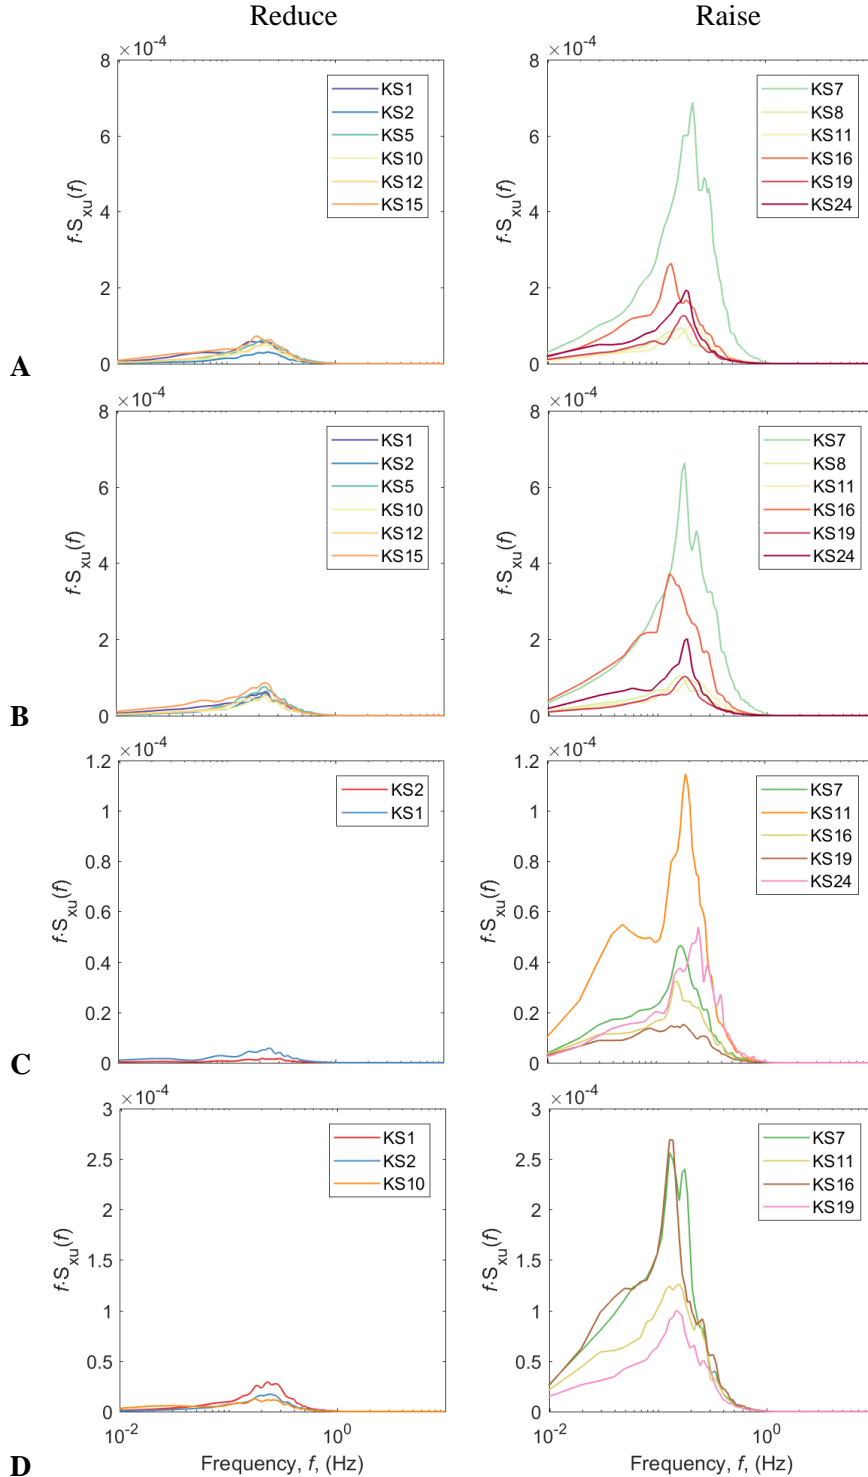 Reduce Raise
×10⁻⁴ ×10⁻⁴
8 8
6 6
4 4
2 2
0 0
f·S_xu(f) f·S_xu(f)
KS1 KS7
KS2 KS8
KS5 KS11
KS10 KS16
KS12 KS19
KS15 KS24
A
×10⁻⁴ ×10⁻⁴
8 8
6 6
4 4
2 2
0 0
f·S_xu(f) f·S_xu(f)
KS1 KS7
KS2 KS8
KS5 KS11
KS10 KS16
KS12 KS19
KS15 KS24
B
×10⁻⁴ ×10⁻⁴
1.2 1.2
1 1
0.8 0.8
0.6 0.6
0.4 0.4
0.2 0.2
0 0
f·S_xu(f) f·S_xu(f)
KS2 KS7
KS1 KS11
KS16
KS19
KS24
C
×10⁻⁴ ×10⁻⁴
3 3
2.5 2.5
2 2
1.5 1.5
1 1
0.5 0.5
0 0
f·S_xu(f) f·S_xu(f)
KS1 KS7
KS2 KS11
KS10 KS16
KS19
D
10⁻² 10⁰ 10⁻² 10⁰
Frequency, f, (Hz) Frequency, f, (Hz)